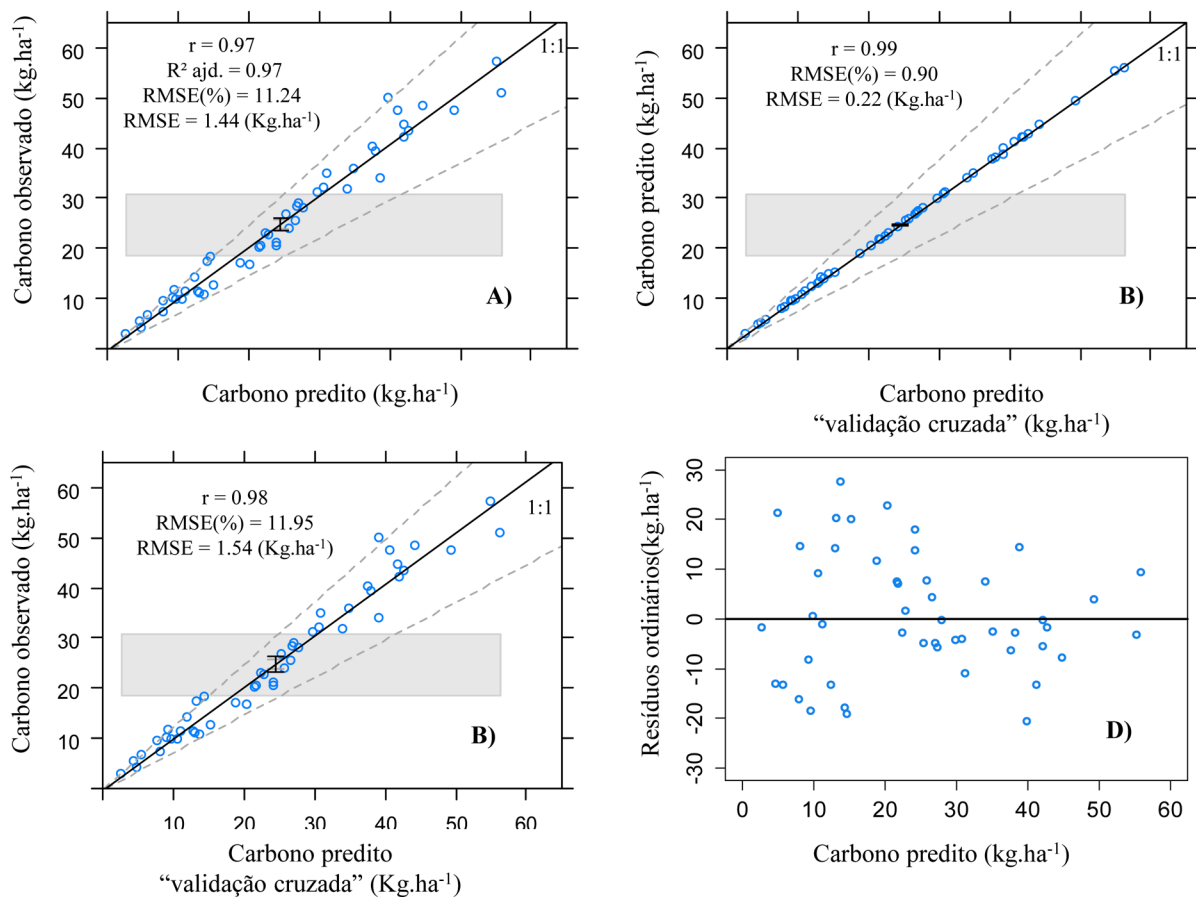 Carbono observado (kg.ha-1)
60
50
40
30
20
10
r = 0.97
R² ajd. = 0.97
RMSE(%) = 11.24
RMSE = 1.44 (Kg.ha-1)
1:1
A)
Carbono predito (kg.ha-1)
Carbono predito (kg.ha-1)
60
50
40
30
20
10
r = 0.99
RMSE(%) = 0.90
RMSE = 0.22 (Kg.ha-1)
1:1
B)
Carbono predito
“validação cruzada” (kg.ha-1)
Carbono observado (kg.ha-1)
60
50
40
30
20
10
r = 0.98
RMSE(%) = 11.95
RMSE = 1.54 (Kg.ha-1)
1:1
B)
10 20 30 40 50 60
Carbono predito
“validação cruzada” (Kg.ha-1)
Resíduos ordinários(kg.ha-1)
30
20
10
0
-10
-20
-30
D)
0 10 20 30 40 50 60
Carbono predito (kg.ha-1)